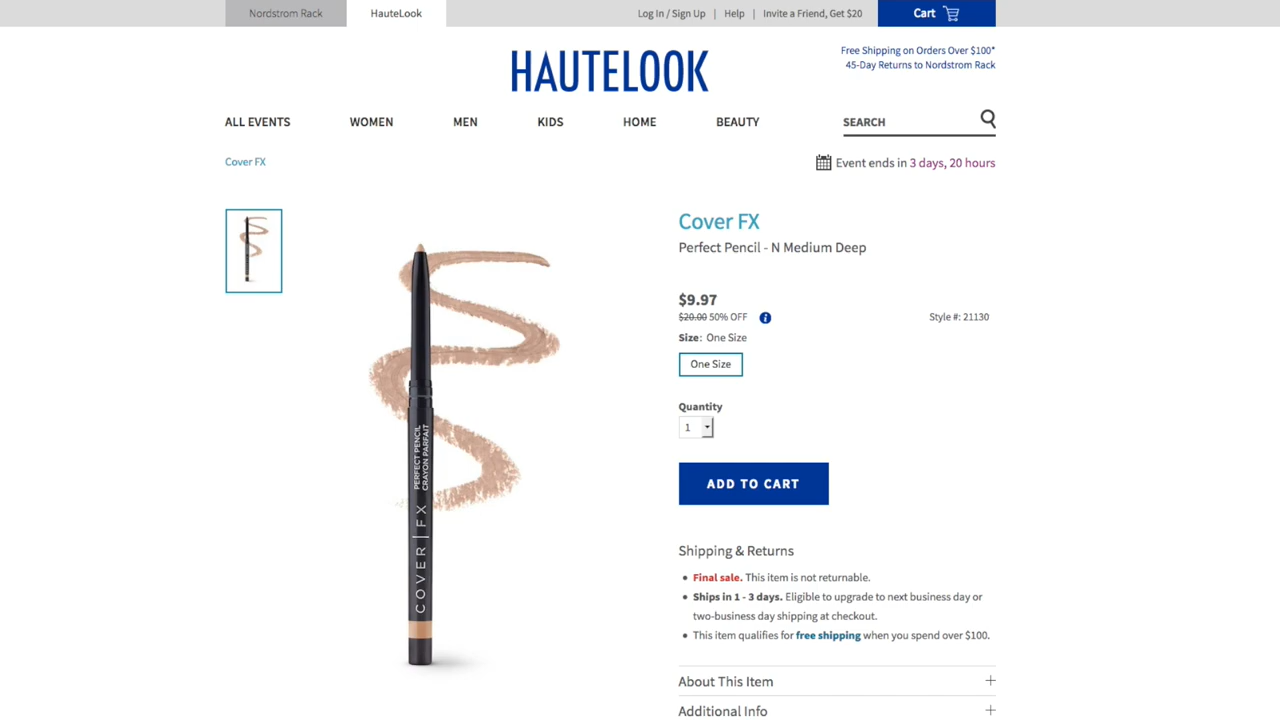 Nordstrom Rack
HauteLook
Log In / Sign Up | Help | Invite a Friend, Get $20
Cart
HAUTELOOK
Free Shipping on Orders Over $100*
45-Day Returns to Nordstrom Rack
ALL EVENTS
WOMEN
MEN
KIDS
HOME
BEAUTY
SEARCH
Cover FX
Event ends in 3 days, 20 hours
Cover FX
Perfect Pencil - N Medium Deep
$9.97
$20.00 50% OFF
Style #: 21130
Size: One Size
One Size
Quantity
1
ADD TO CART
PERFECT PENCIL
CRAYON PARFAIT
COVER | FX
Shipping & Returns
• Final sale. This item is not returnable.
• Ships in 1 - 3 days. Eligible to upgrade to next business day or
two-business day shipping at checkout.
• This item qualifies for free shipping when you spend over $100.
About This Item
Additional Info